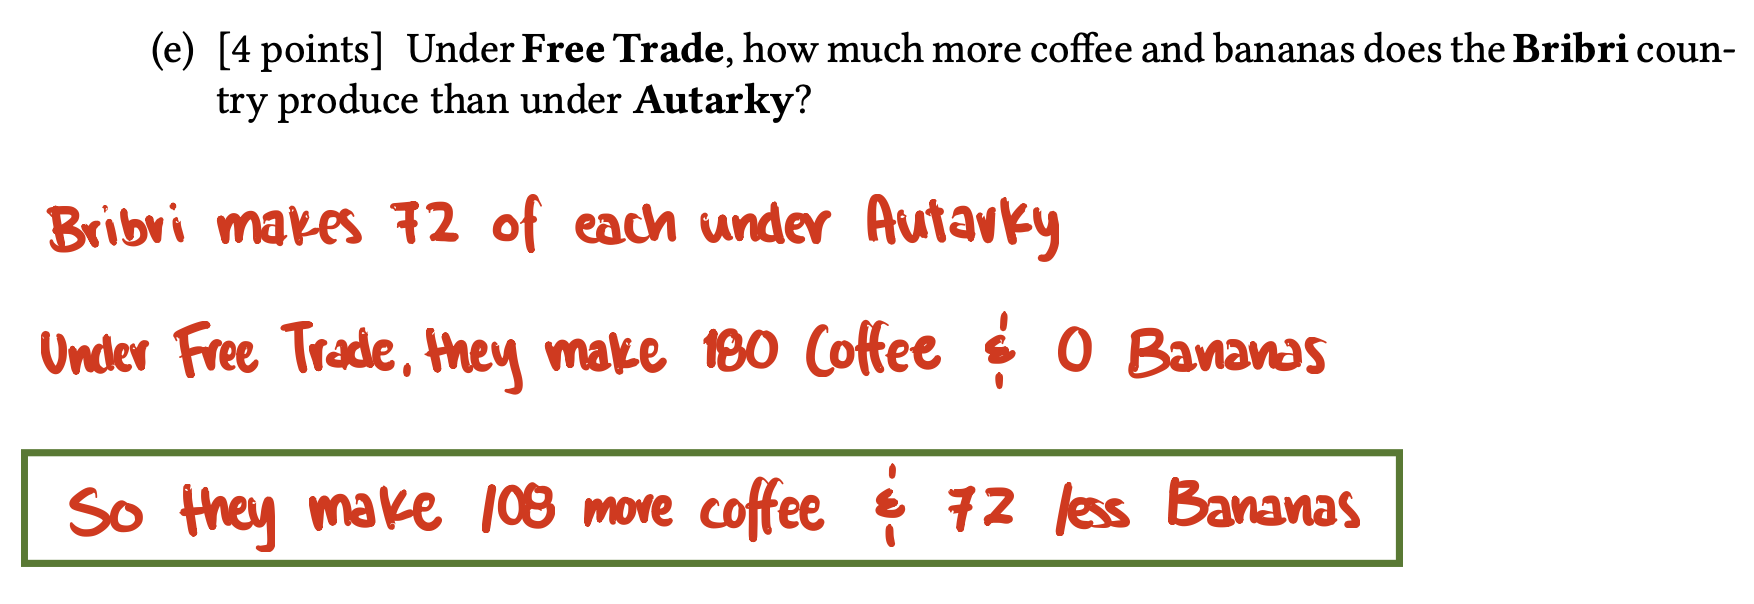 (e) [4 points] Under Free Trade, how much more coffee and bananas does the Bribri coun-
try produce than under Autarky?
Bribri makes 72 of each under Autarky
Under Free Trade, they make 180 Coffee & 0 Bananas
So they make 108 more coffee & 72 less Bananas